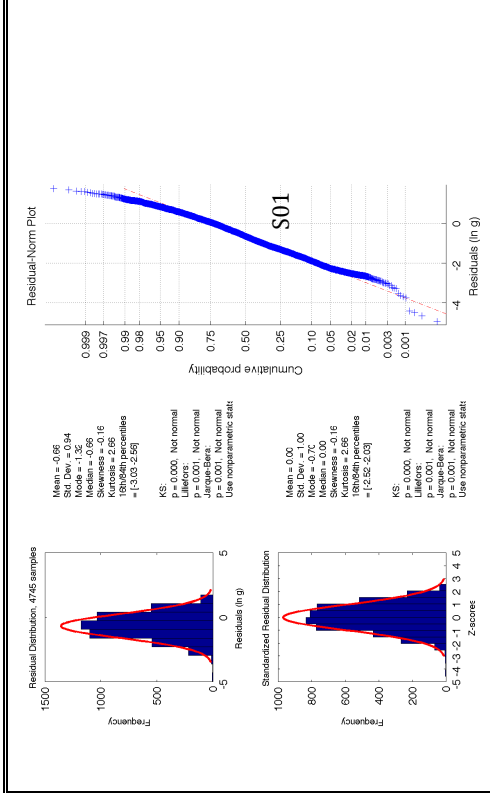 Residual Distribution, 4745 samples
1500
1000
500
0
Frequency
-5
0
5
Residuals (ln g)
Mean = -0.66
Std. Dev. = 0.94
Mode = -1.32
Median = -0.66
Skewness = -0.16
Kurtosis = 2.66
16th/84th percentiles
= [-3.03 -2.56]
KS:
p = 0.000, Not normal
Lilliefors:
p = 0.001, Not normal
Jarque-Bera:
p = 0.001, Not normal
Use nonparametric stats
Residual-Norm Plot
0.999
0.997
0.99
0.98
0.95
0.90
0.75
0.50
0.25
0.10
0.05
0.02
0.01
0.003
0.001
Cumulative probability
S01
-4
-2
0
Residuals (ln g)
Standardized Residual Distribution
1000
800
600
400
200
0
Frequency
-5 -4 -3 -2 -1 0 1 2 3 4 5
Z-scores
Mean = 0.00
Std. Dev. = 1.00
Mode = -0.70
Median = 0.00
Skewness = -0.16
Kurtosis = 2.66
16th/84th percentiles
= [-2.52 -2.03]
KS:
p = 0.000, Not normal
Lilliefors:
p = 0.001, Not normal
Jarque-Bera:
p = 0.001, Not normal
Use nonparametric stats